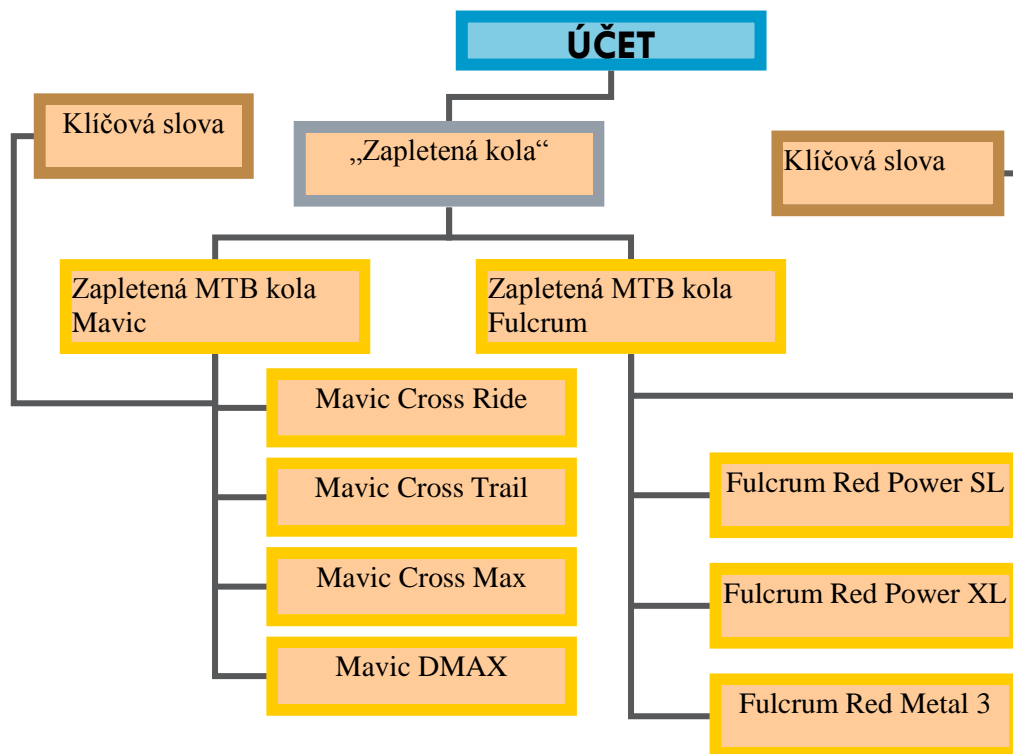 ÚČET
Klíčová slova
„Zapletená kola“
Klíčová slova
Zapletená MTB kola
Mavic
Zapletená MTB kola
Fulcrum
Mavic Cross Ride
Mavic Cross Trail
Mavic Cross Max
Mavic DMAX
Fulcrum Red Power SL
Fulcrum Red Power XL
Fulcrum Red Metal 3